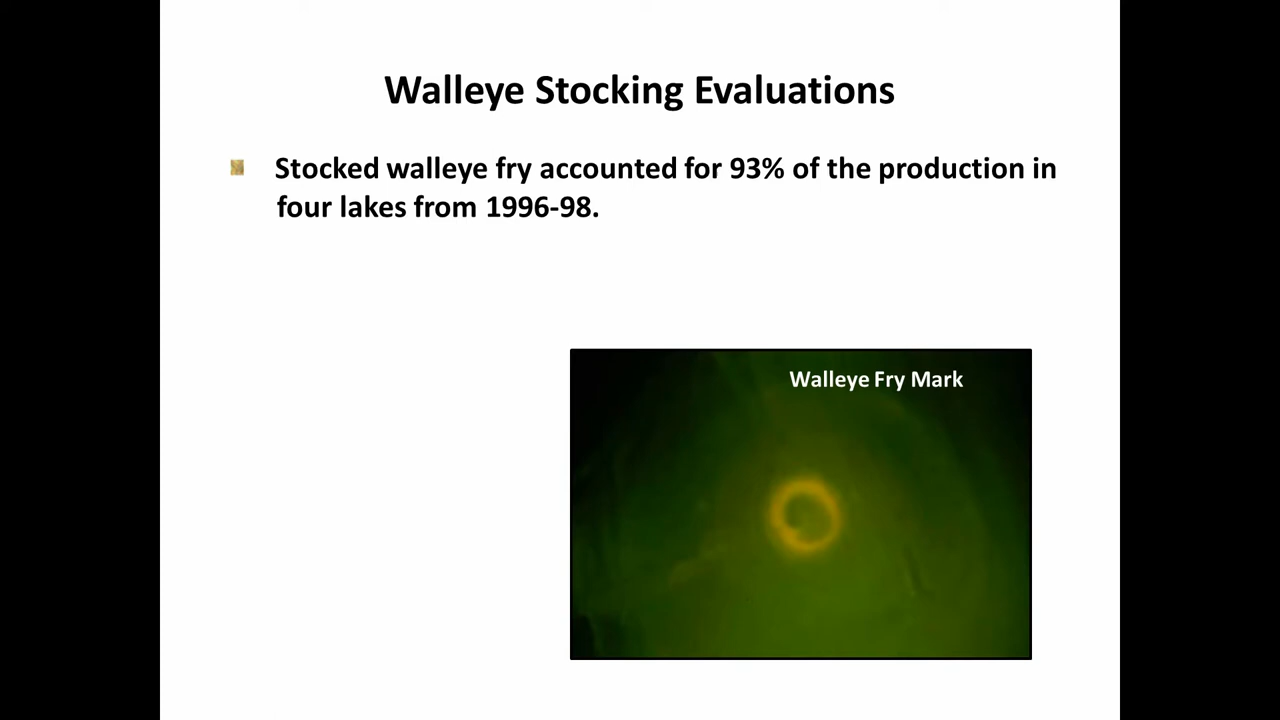 Walleye Stocking Evaluations
Stocked walleye fry accounted for 93% of the production in
four lakes from 1996-98.
Walleye Fry Mark